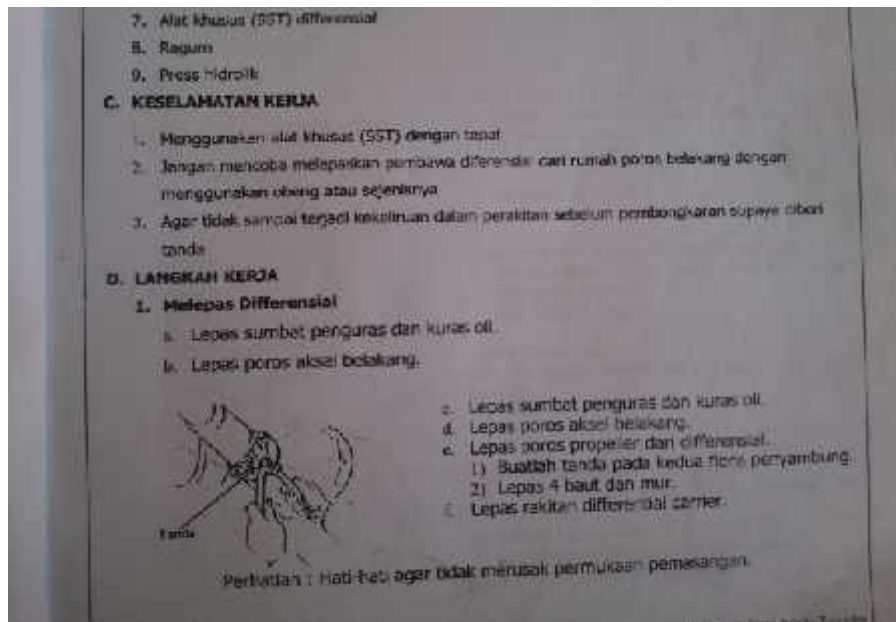 7. Alat khusus (SST) differensial
8. Ragum
9. Press hidrolik
C. KESELAMATAN KERJA
1. Menggunakan alat khusus (SST) dengan tepat
2. Jangan mencoba melepaskan pembawa diferensial dari rumah poros belakang dengan
menggunakan obeng atau sejenisnya
3. Agar tidak sampai terjadi kekeliruan dalam perakitan sebelum pembongkaran supaya diberi
tanda
D. LANGKAH KERJA
1. Melepas Differensial
a. Lepas sumbat penguras dan kuras oli.
b. Lepas poros aksel belakang.
c. Lepas sumbat penguras dan kuras oli.
d. Lepas poros aksel belakang.
e. Lepas poros propeller dari differensial.
1) Buatlah tanda pada kedua flens penyambung.
2) Lepas 4 baut dan mur.
f. Lepas rakitan differensial carrier.
Tanda
Perhatian : Hati-hati agar tidak merusak permukaan pemasangan.